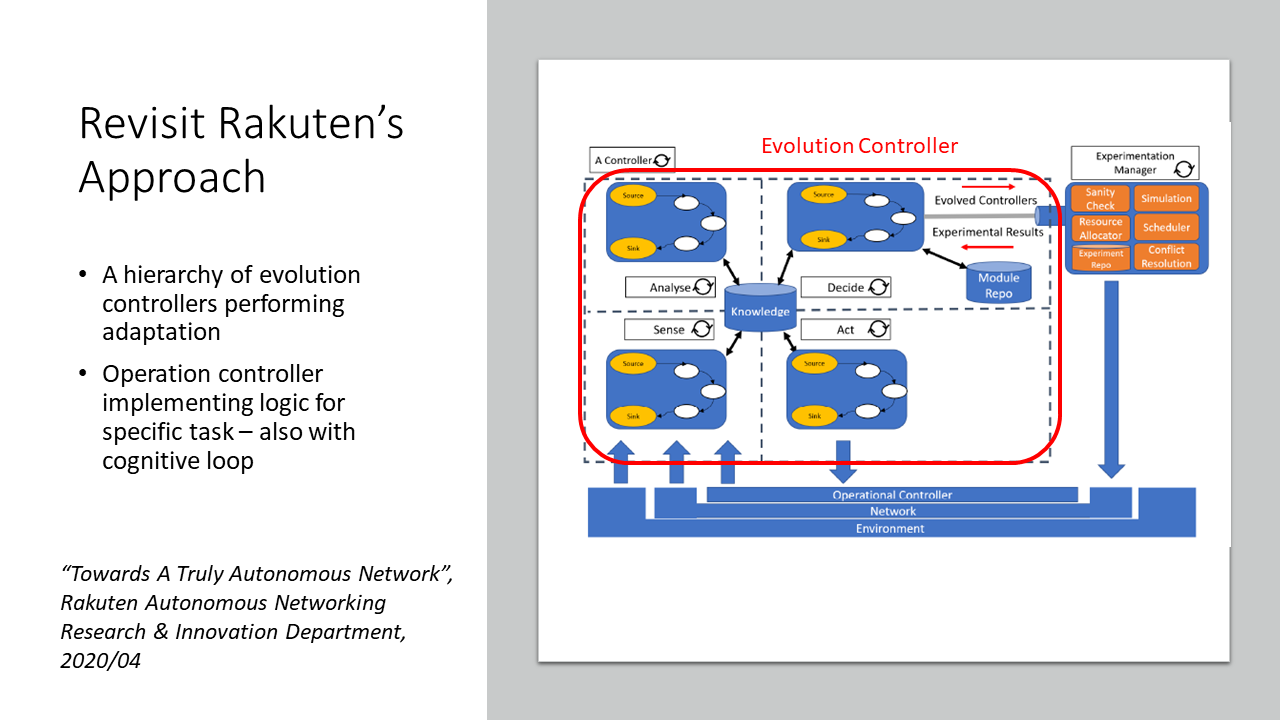 Revisit Rakuten’s
Approach
• A hierarchy of evolution
controllers performing
adaptation
• Operation controller
implementing logic for
specific task – also with
cognitive loop
“Towards A Truly Autonomous Network”,
Rakuten Autonomous Networking
Research & Innovation Department,
2020/04
Evolution Controller
A Controller
Experimentation
Manager
Source
Sink
Source
Sink
Evolved Controllers
Experimental Results
Sanity
Check
Simulation
Resource
Allocator
Scheduler
Experiment
Repo
Conflict
Resolution
Module
Repo
Analyse
Decide
Knowledge
Sense
Act
Source
Sink
Source
Sink
Operational Controller
Network
Environment